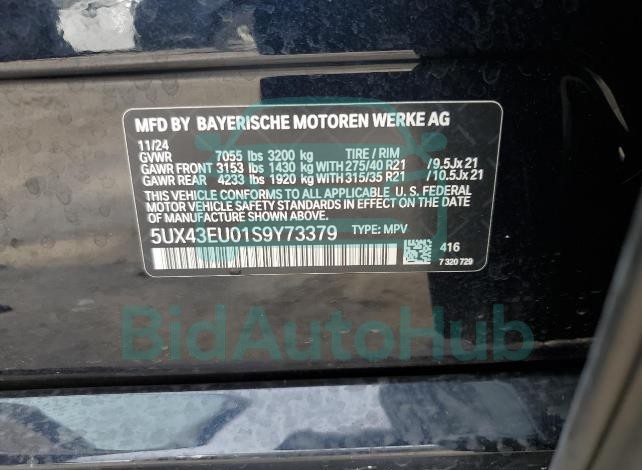 MFD BY BAYERISCHE MOTOREN WERKE AG
11/24
GVWR 7055 lbs 3200 kg TIRE / RIM
GAWR FRONT 3153 lbs 1430 kg WITH 275/40 R21 /9.5Jx21
GAWR REAR 4233 lbs 1920 kg WITH 315/35 R21 /10.5Jx21
THIS VEHICLE CONFORMS TO ALL APPLICABLE U. S. FEDERAL
MOTOR VEHICLE SAFETY STANDARDS IN EFFECT ON THE
DATE OF MANUFACTURE SHOWN ABOVE.
5UX43EU01S9Y73379 TYPE: MPV
416
7 320 729
BidAutoHub